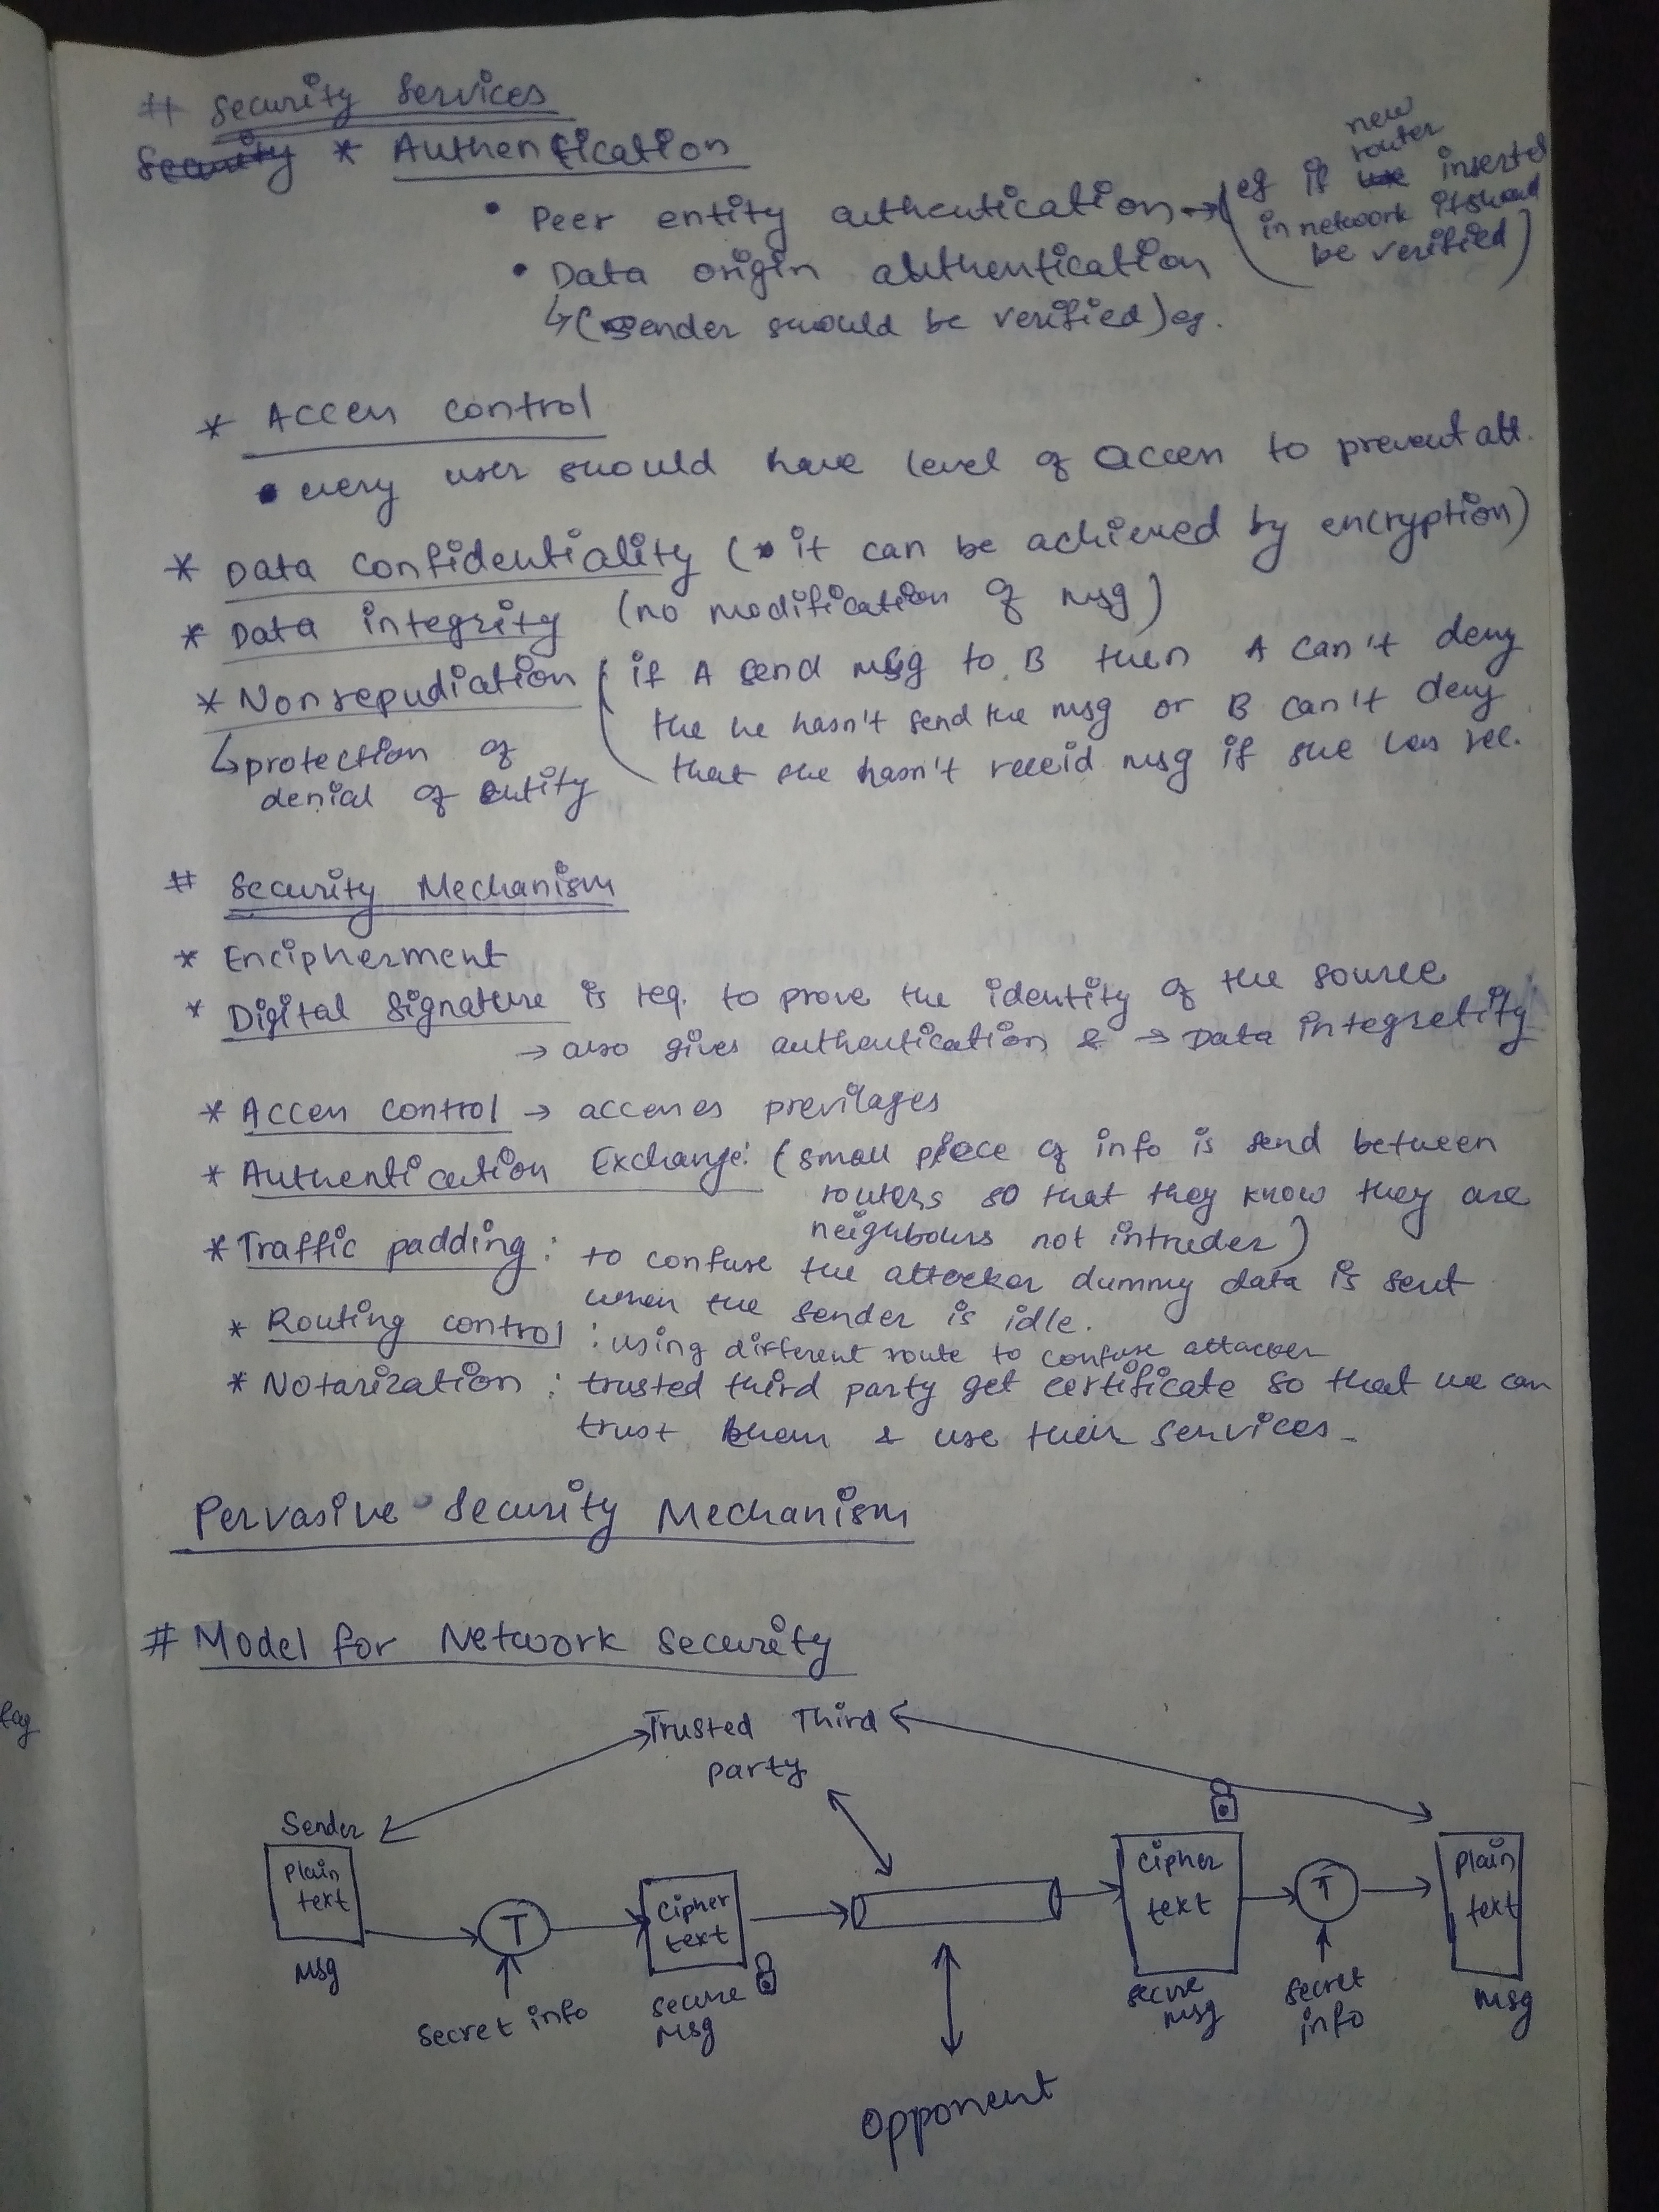 # Security Services
Security * Authentication
• Peer entity authentication → (eg if new router inserted
in network it should
be verified)
• Data origin authentication
↳ (sender should be verified) eg.
* Access control
• every user should have level of access to prevent att.
* Data confidentiality (• it can be achieved by encryption)
* Data integrity (no modification of msg)
* Nonrepudiation ( if A send msg to B then A can't deny
the he hasn't send the msg or B can't deny
that she hasn't receid msg if she has rec.
↳ protection of
denial of entity
# Security Mechanism
* Encipherment
* Digital Signature is req. to prove the identity of the source
→ also gives authentication & → Data integretity
* Access control → accesses previlages
* Authentication Exchange: (small piece of info is send between
routers so that they know they are
neighbours not intruder)
* Traffic padding : to confuse the attacker dummy data is sent
when the sender is idle.
* Routing control : using different route to confuse attacker
* Notarization : trusted third party get certificate so that we can
trust them & use their services.
Pervasive Security Mechanism
# Model for Network Security
Trusted Third
party
Sender
Plain
text
Msg
T
secret info
Cipher
text
secure
Msg
Cipher
text
secure
msg
T
secret
info
Plain
text
Msg
Opponent